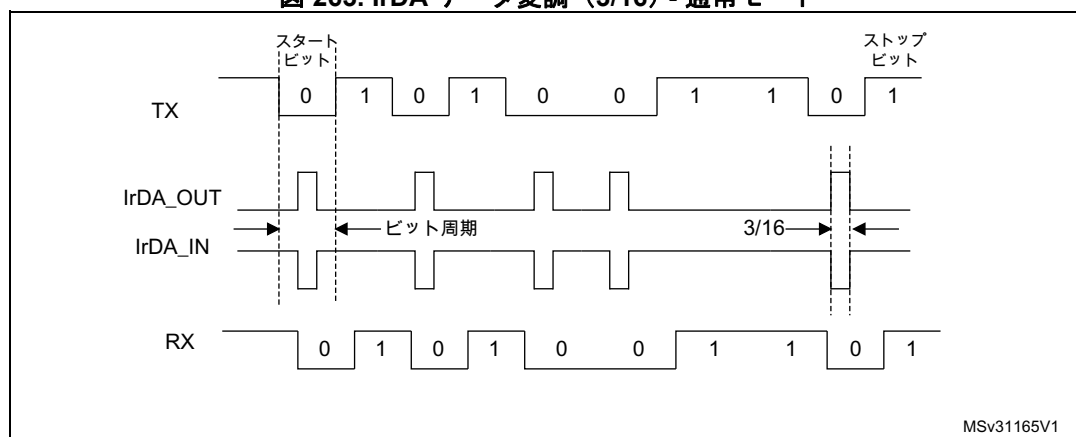 スタート
ビット
ストップ
ビット
TX 0 1 0 1 0 0 1 1 0 1
IrDA_OUT
ビット周期
3/16
IrDA_IN
RX 0 1 0 1 0 0 1 1 0 1
MSv31165V1